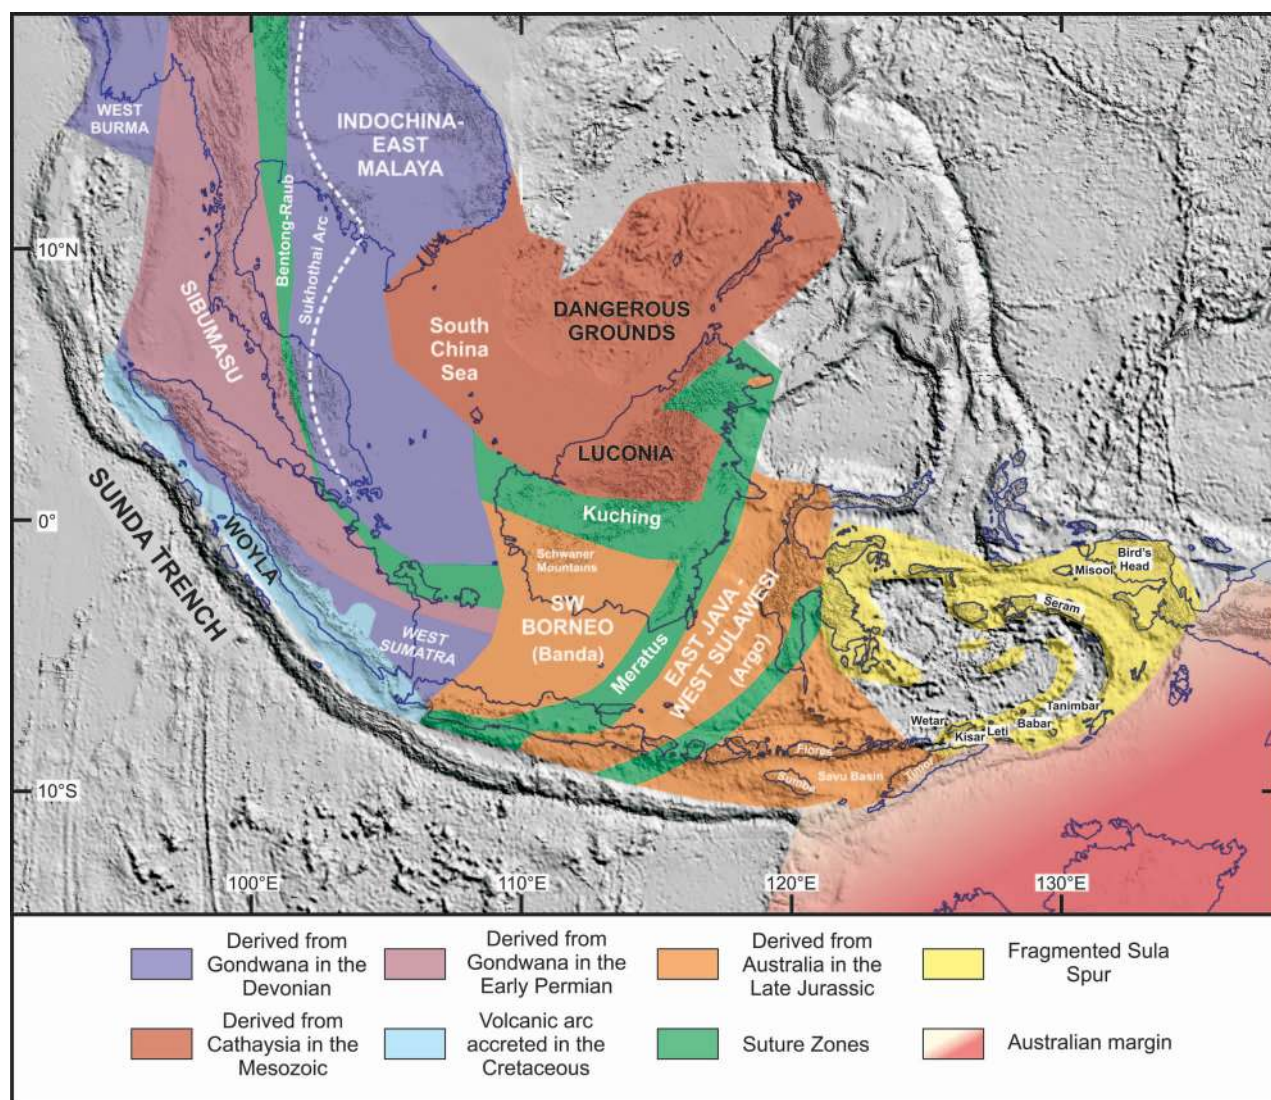 WEST
BURMA
INDOCHINA-
EAST
MALAYA
10°N
Bentong-Raub
Sukhothai Arc
SIBUMASU
South
China
Sea
DANGEROUS
GROUNDS
LUCONIA
SUNDA TRENCH
WOYLA
0°
Kuching
Schwaner
Mountains
SW
BORNEO
(Banda)
WEST
SUMATRA
Meratus
EAST JAVA -
WEST SULAWESI
(Argo)
Bird's
Head
Misool
Seram
Tanimbar
Babar
Wetar
Leti
Kisar
Flores
Sumba
Savu Basin
Timor
10°S
100°E
110°E
120°E
130°E
Derived from
Gondwana in the
Devonian
Derived from
Gondwana in the
Early Permian
Derived from
Australia in the
Late Jurassic
Fragmented Sula
Spur
Derived from
Cathaysia in the
Mesozoic
Volcanic arc
accreted in the
Cretaceous
Suture Zones
Australian margin